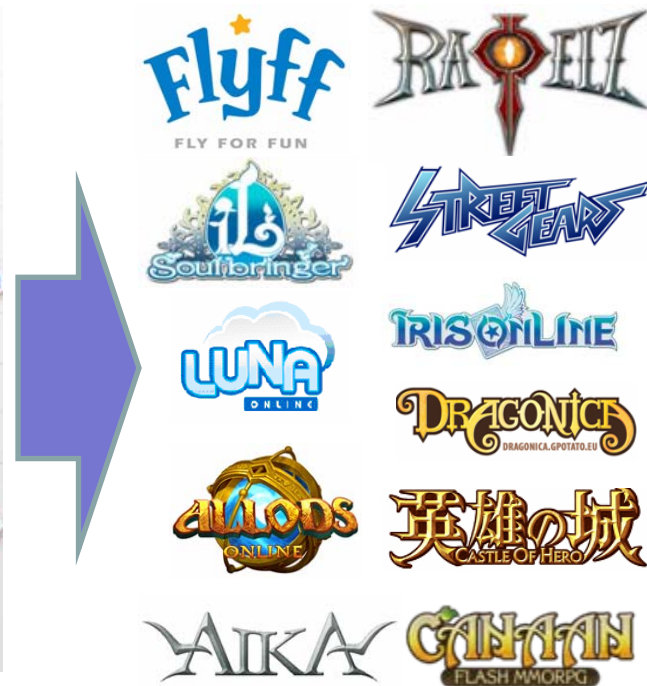 Flyff
FLY FOR FUN
RAPPELZ
iL
Soulbringer
STREET
GEARS
LUNA
ONLINE
IRIS ONLINE
DRAGONICA
DRAGONICA.GPOTATO.EU
ALLODS
ONLINE
英雄の城
CASTLE OF HERO
AIKA
CANAAN
FLASH MMORPG